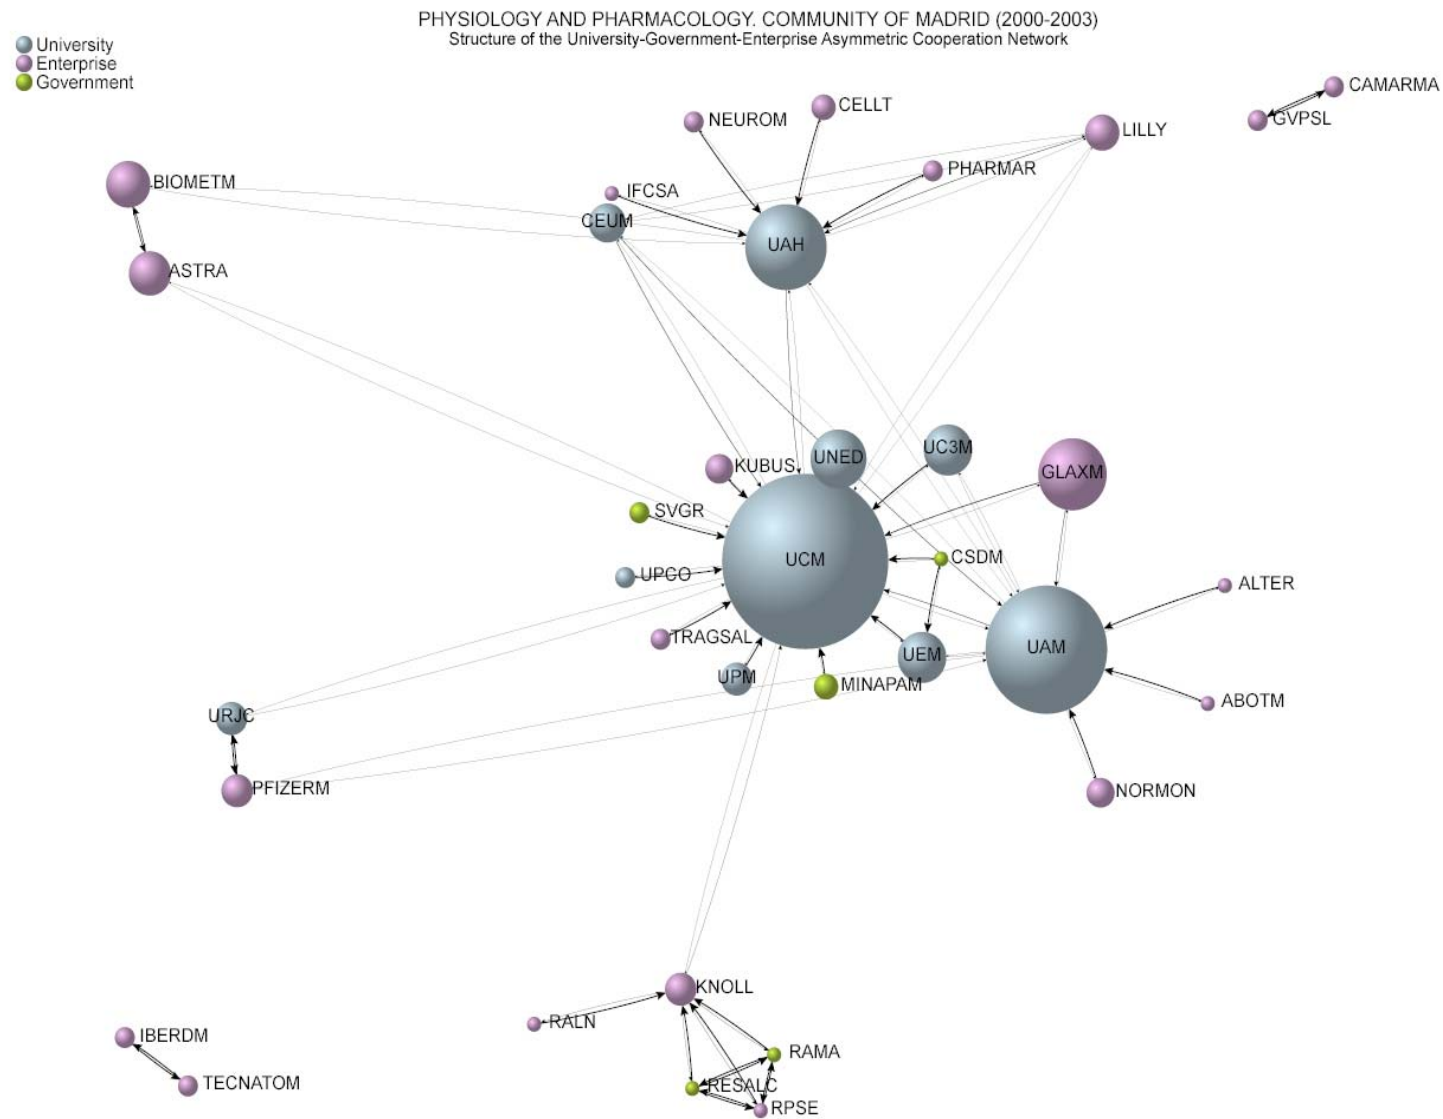 PHYSIOLOGY AND PHARMACOLOGY. COMMUNITY OF MADRID (2000-2003)
Structure of the University-Government-Enterprise Asymmetric Cooperation Network
University
Enterprise
Government
CAMARMA
GVPSL
CELLT
NEUROM
LILLY
PHARMAR
BIOMETM
IFCSA
CEUM
UAH
ASTRA
UC3M
UNED
KUBUS
GLAXM
SVGR
CSDM
UCM
UPCO
ALTER
TRAGSAL
UAM
UEM
UPM
MINAPAM
ABOTM
URJC
PFIZERM
NORMON
KNOLL
RALN
IBERDM
RAMA
TECNATOM
RESALC
RPSE